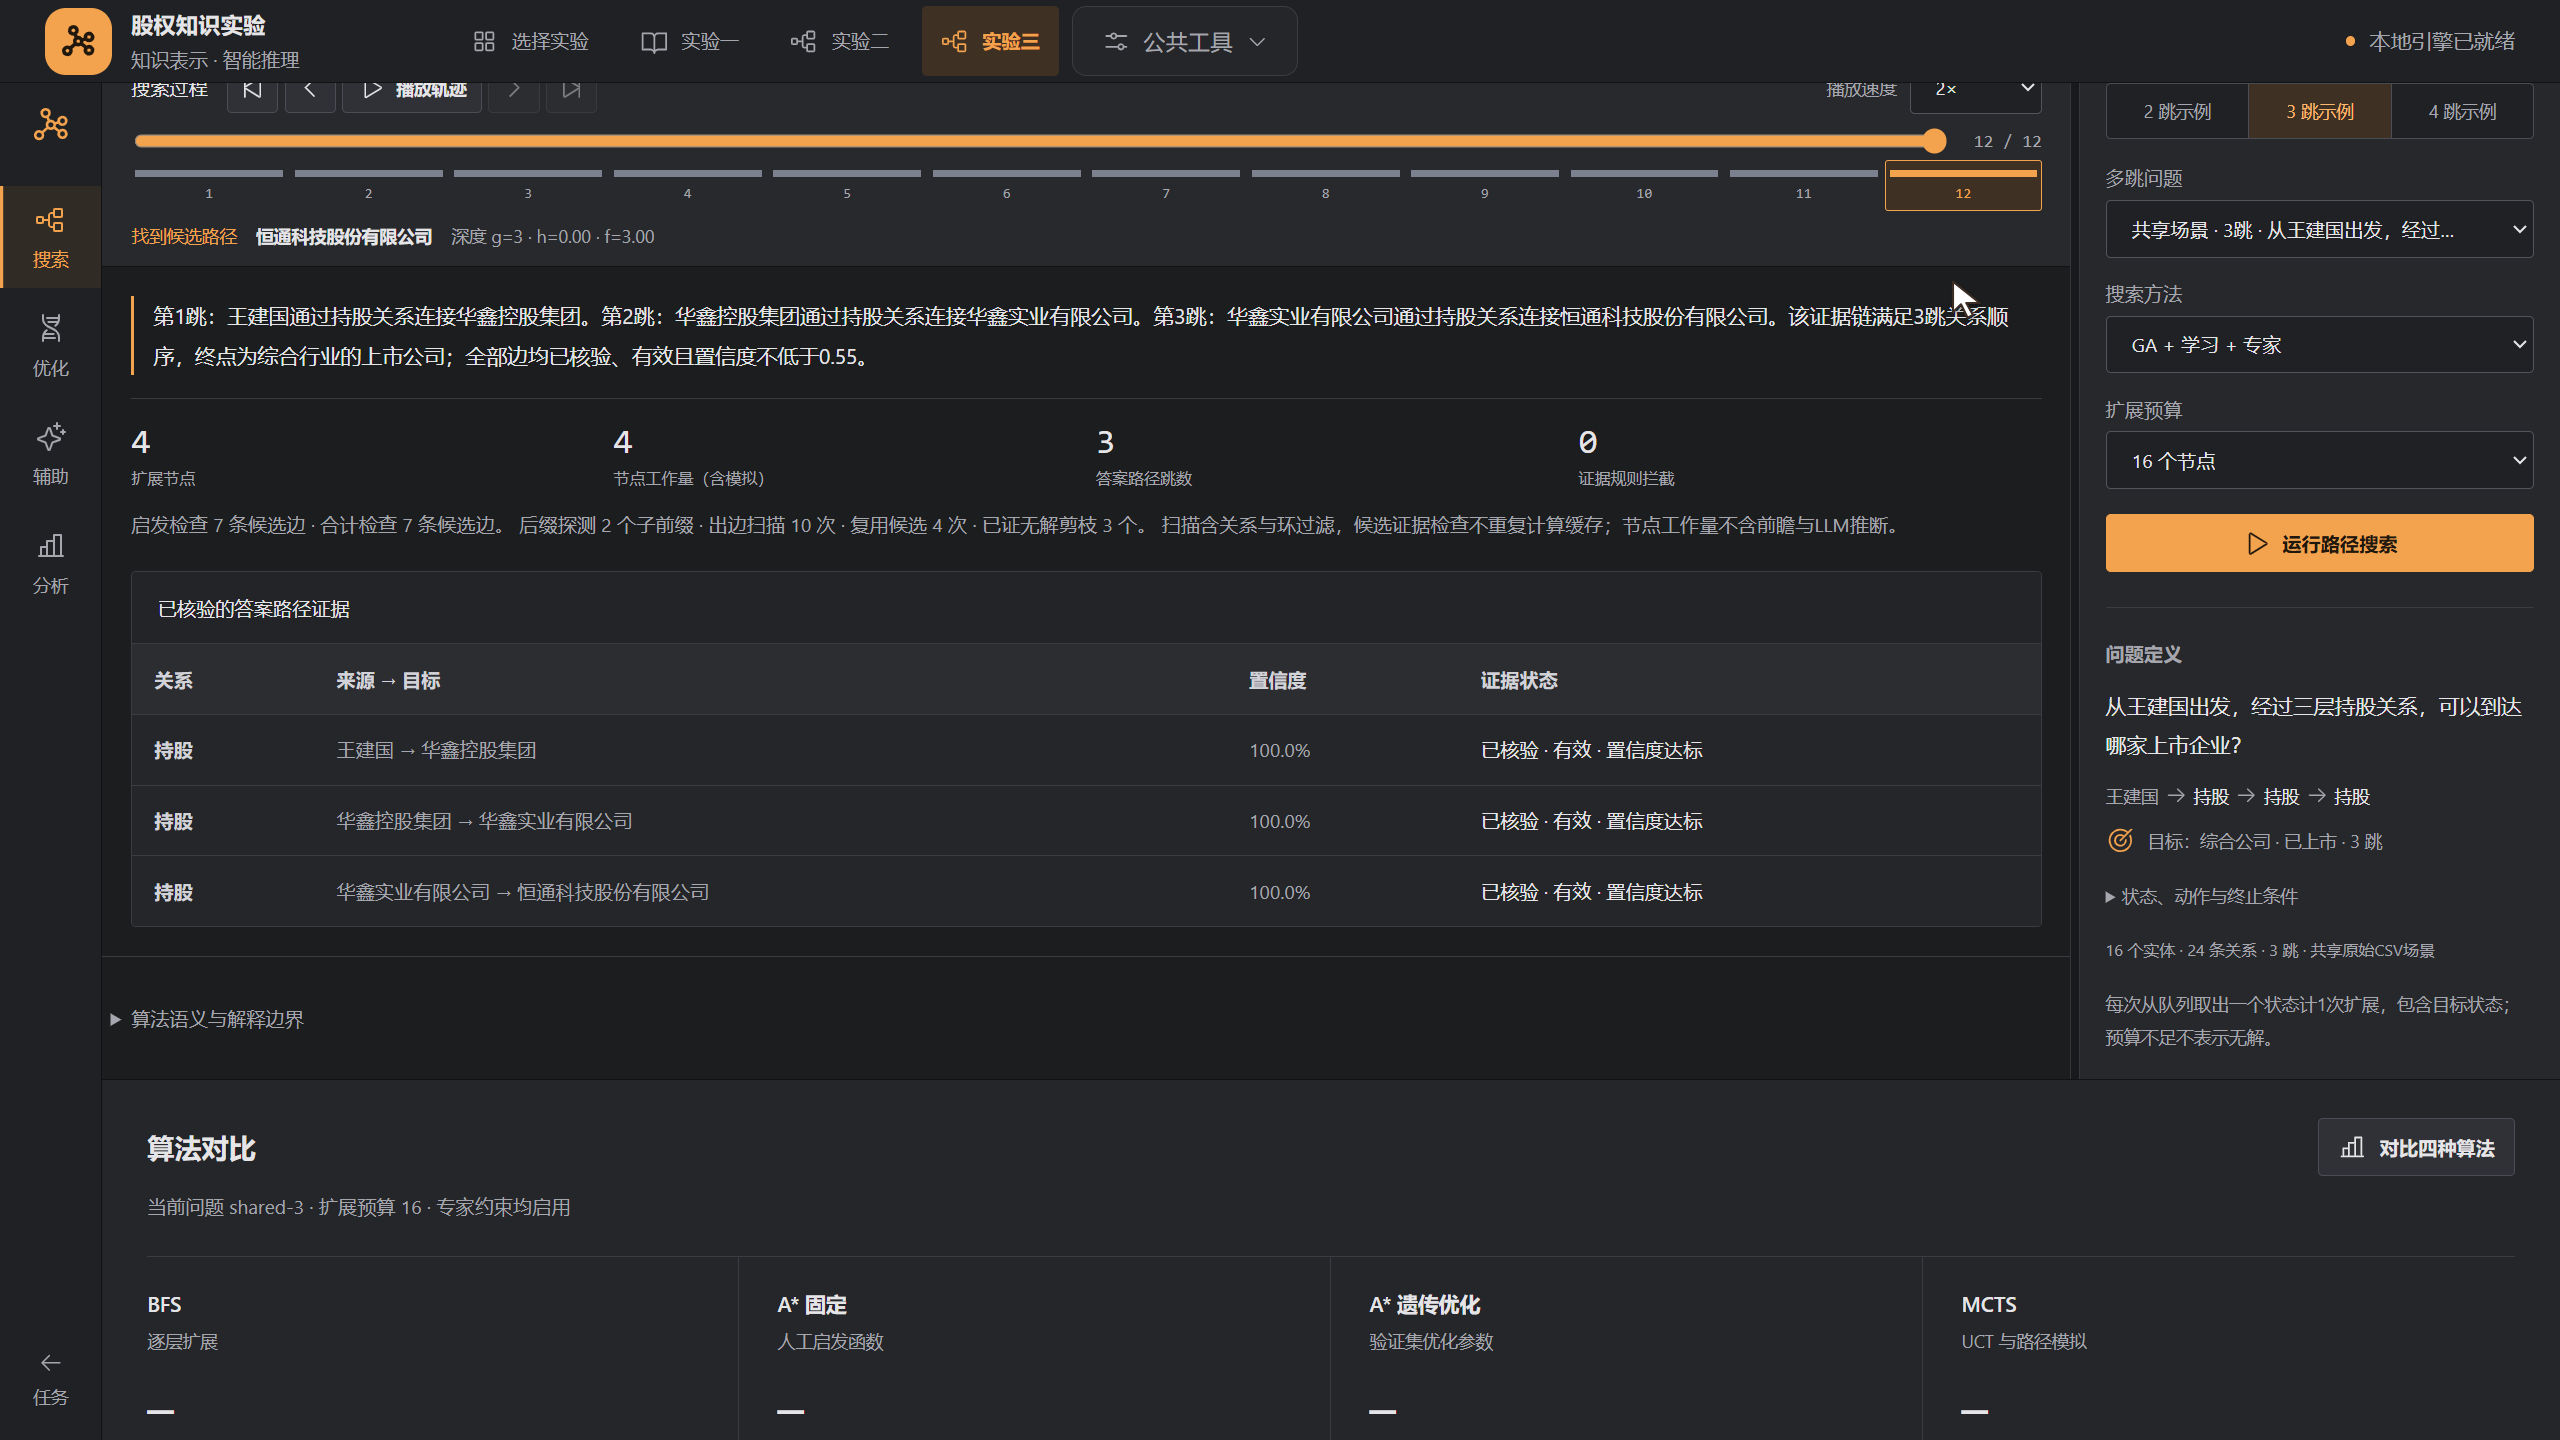 股权知识实验
知识表示 · 智能推理
选择实验
实验一
实验二
实验三
公共工具
本地引擎已就绪
搜索
优化
辅助
分析
任务
搜索过程
播放轨迹
播放速度
2×
12 / 12
1
2
3
4
5
6
7
8
9
10
11
12
找到候选路径 恒通科技股份有限公司 深度 g=3 · h=0.00 · f=3.00
第1跳：王建国通过持股关系连接华鑫控股集团。第2跳：华鑫控股集团通过持股关系连接华鑫实业有限公司。第3跳：华鑫实业有限公司通过持股关系连接恒通科技股份有限公司。该证据链满足3跳关系顺
序，终点为综合行业的上市公司；全部边均已核验、有效且置信度不低于0.55。
4
扩展节点
4
节点工作量（含模拟）
3
答案路径跳数
0
证据规则拦截
启发检查 7 条候选边 · 合计检查 7 条候选边。 后缀探测 2 个子前缀 · 出边扫描 10 次 · 复用候选 4 次 · 已证无解剪枝 3 个。 扫描含关系与环过滤，候选证据检查不重复计算缓存；节点工作量不含前瞻与LLM推断。
已核验的答案路径证据
关系 来源 → 目标 置信度 证据状态
持股 王建国 → 华鑫控股集团 100.0% 已核验 · 有效 · 置信度达标
持股 华鑫控股集团 → 华鑫实业有限公司 100.0% 已核验 · 有效 · 置信度达标
持股 华鑫实业有限公司 → 恒通科技股份有限公司 100.0% 已核验 · 有效 · 置信度达标
▶ 算法语义与解释边界
2 跳示例
3 跳示例
4 跳示例
多跳问题
共享场景 · 3跳 · 从王建国出发，经过...
搜索方法
GA + 学习 + 专家
扩展预算
16 个节点
运行路径搜索
问题定义
从王建国出发，经过三层持股关系，可以到达
哪家上市企业？
王建国 → 持股 → 持股 → 持股
目标：综合公司 · 已上市 · 3 跳
▶ 状态、动作与终止条件
16 个实体 · 24 条关系 · 3 跳 · 共享原始CSV场景
每次从队列取出一个状态计1次扩展，包含目标状态；
预算不足不表示无解。
算法对比
对比四种算法
当前问题 shared-3 · 扩展预算 16 · 专家约束均启用
BFS
逐层扩展
—
A* 固定
人工启发函数
—
A* 遗传优化
验证集优化参数
—
MCTS
UCT 与路径模拟
—